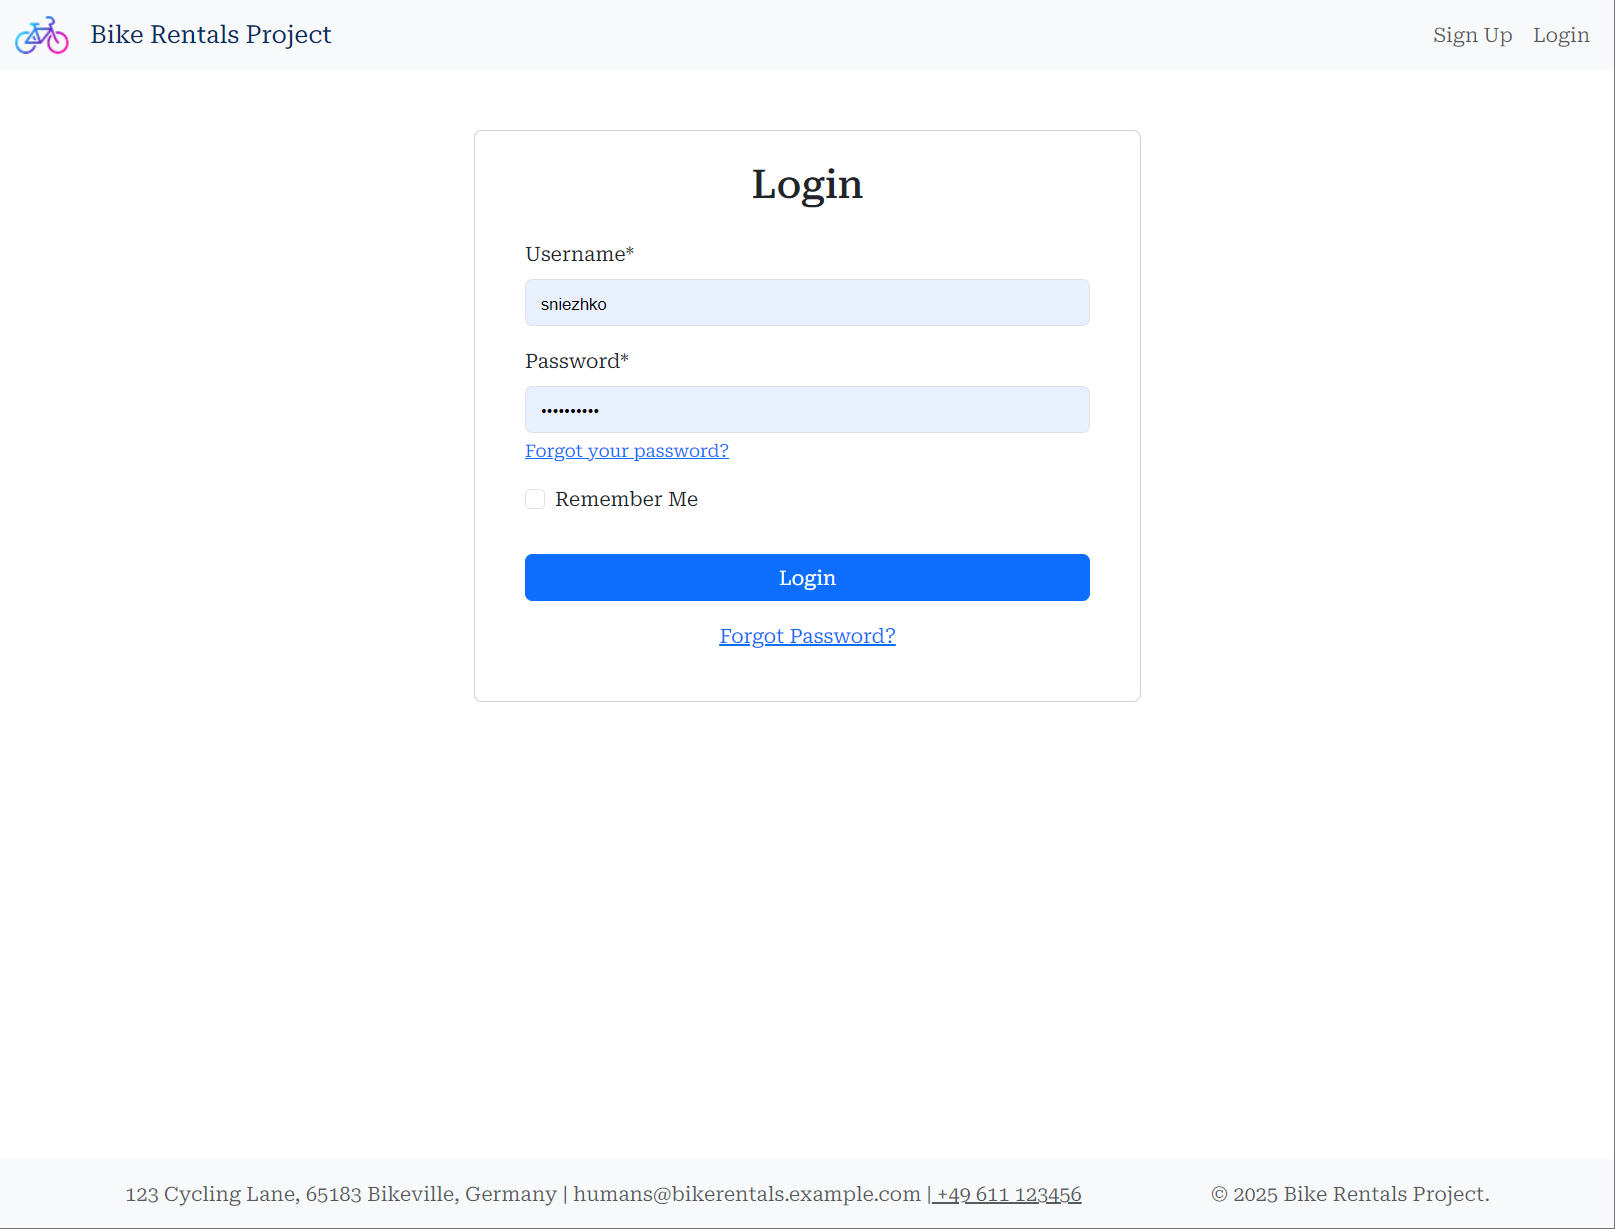 Bike Rentals Project
Sign Up Login
Login
Username*
sniezhko
Password*
••••••••••
Forgot your password?
Remember Me
Login
Forgot Password?
123 Cycling Lane, 65183 Bikeville, Germany | humans@bikerentals.example.com | +49 611 123456
© 2025 Bike Rentals Project.